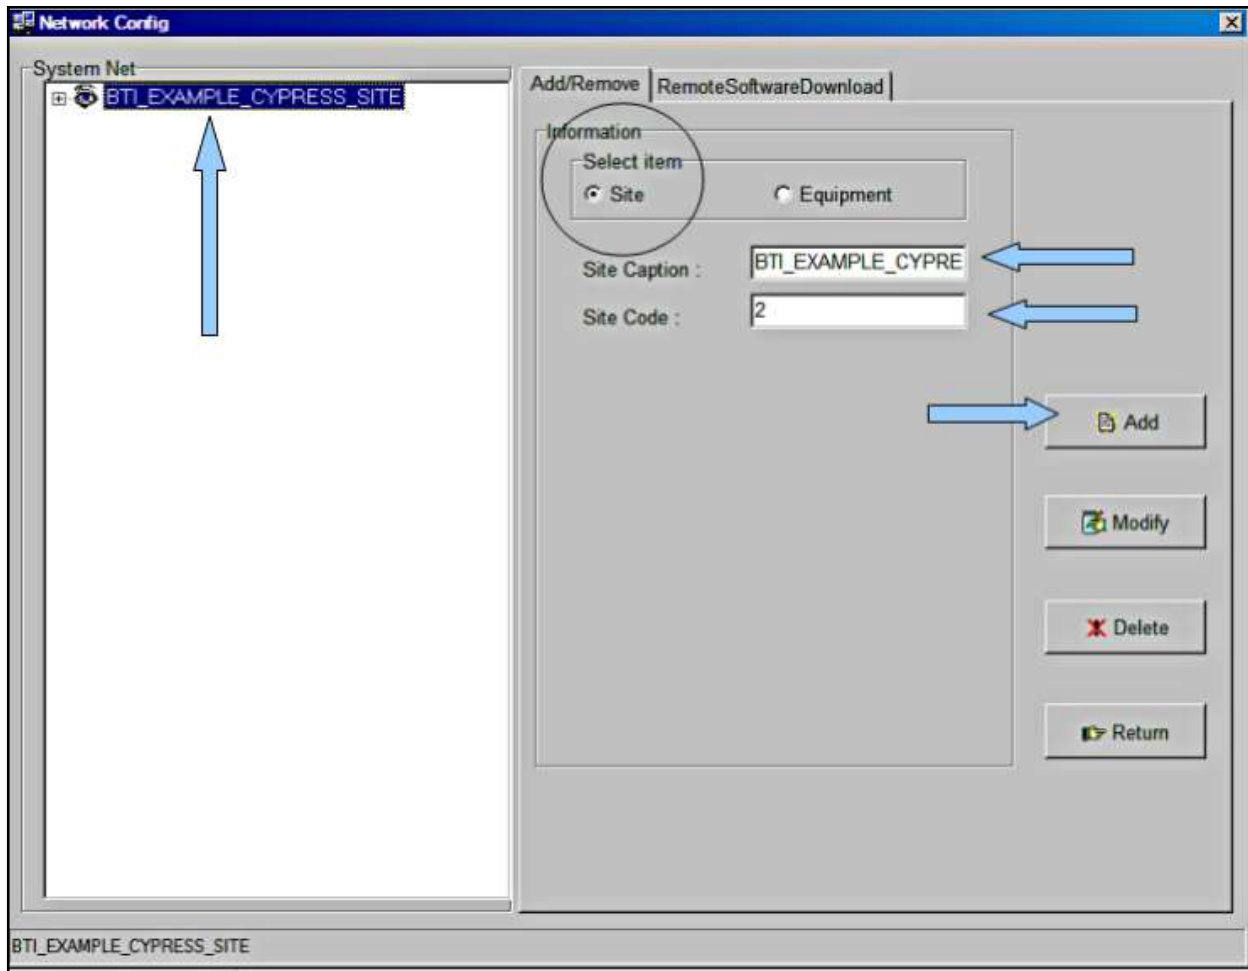 Network Config
System Net
BTI_EXAMPLE_CYPRESS_SITE
Add/Remove
RemoteSoftwareDownload
Information
Select item
Site
Equipment
Site Caption :
BTI_EXAMPLE_CYPRE
Site Code :
2
Add
Modify
Delete
Return
BTI_EXAMPLE_CYPRESS_SITE